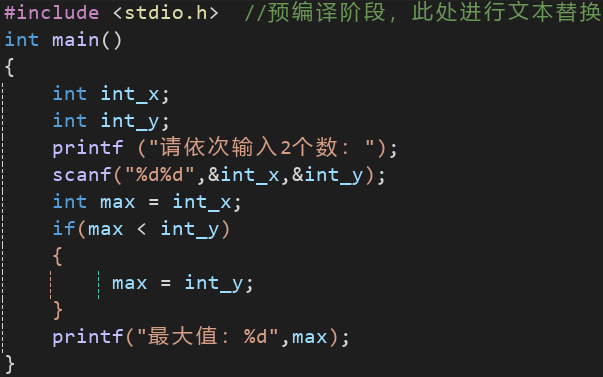 #include <stdio.h>  //预编译阶段，此处进行文本替换
int main()
{
    int int_x;
    int int_y;
    printf ("请依次输入2个数：");
    scanf("%d%d",&int_x,&int_y);
    int max = int_x;
    if(max < int_y)
    {
        max = int_y;
    }
    printf("最大值：%d",max);
}